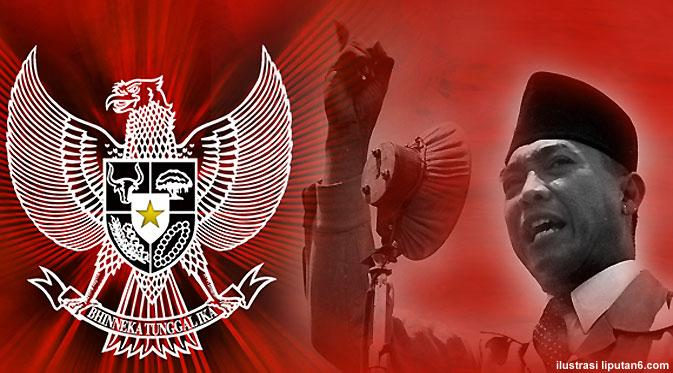 BHINNEKA TUNGGAL IKA
ilustrasi liputan6.com